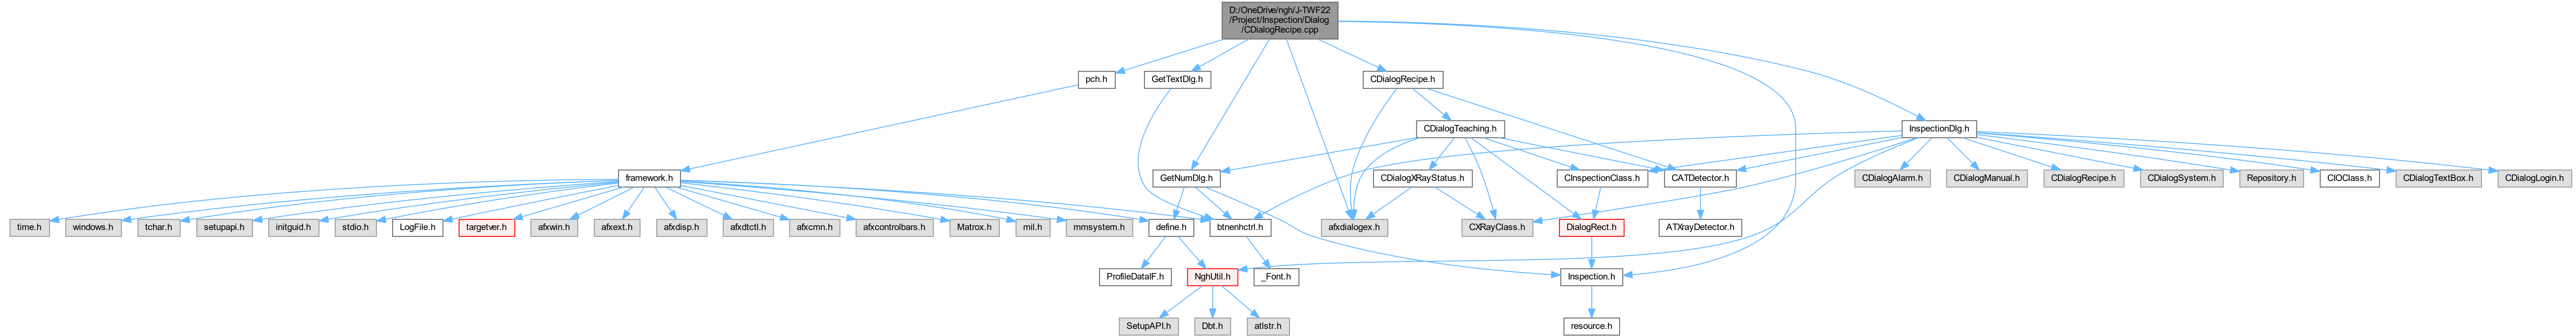 D:/OneDrive/ngh/J-TWF22
/Project/Inspection/Dialog
/CDialogRecipe.cpp
pch.h
GetTextDlg.h
CDialogRecipe.h
CDialogTeaching.h
InspectionDlg.h
framework.h
GetNumDlg.h
CDialogXRayStatus.h
CInspectionClass.h
CATDetector.h
CDialogAlarm.h
CDialogManual.h
CDialogRecipe.h
CDialogSystem.h
Repository.h
CIOClass.h
CDialogTextBox.h
CDialogLogin.h
time.h
windows.h
tchar.h
setupapi.h
initguid.h
stdio.h
LogFile.h
targetver.h
afxwin.h
afxext.h
afxdisp.h
afxdtctl.h
afxcmn.h
afxcontrolbars.h
Matrox.h
mil.h
mmsystem.h
define.h
btnenhctrl.h
afxdialogex.h
CXRayClass.h
DialogRect.h
ATXrayDetector.h
ProfileDataIF.h
NghUtil.h
_Font.h
Inspection.h
SetupAPI.h
Dbt.h
atlstr.h
resource.h